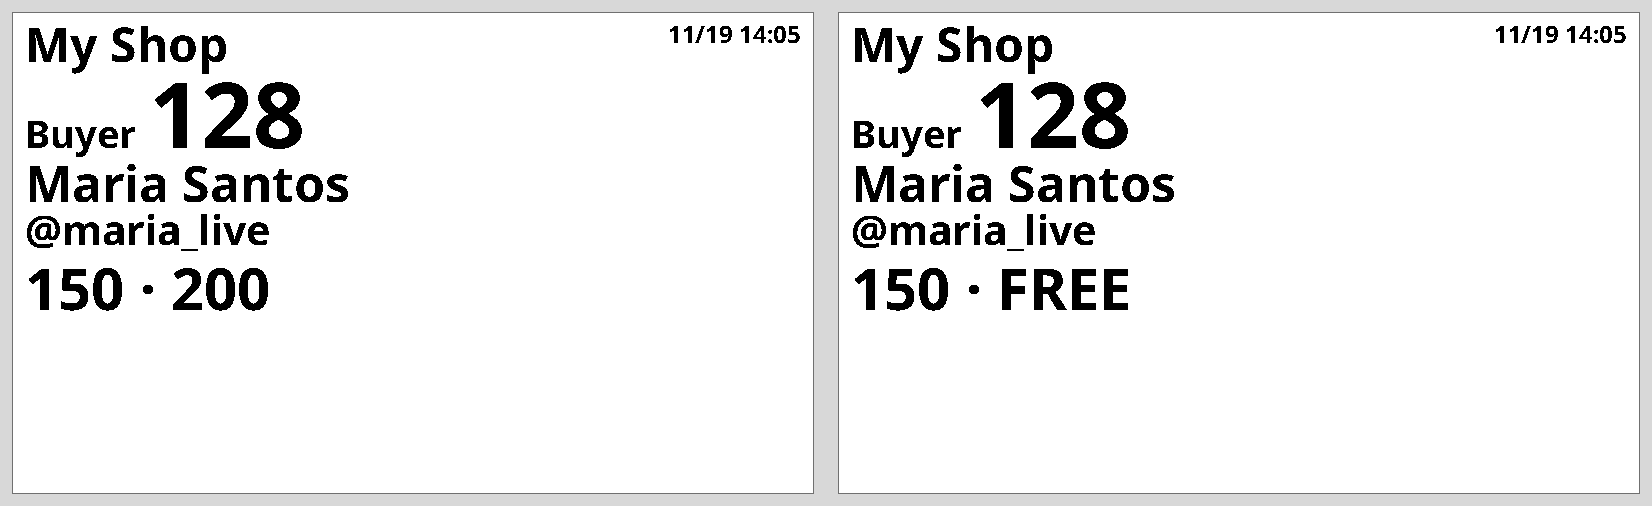 My Shop
11/19 14:05
Buyer 128
Maria Santos
@maria_live
150 · 200
My Shop
11/19 14:05
Buyer 128
Maria Santos
@maria_live
150 · FREE